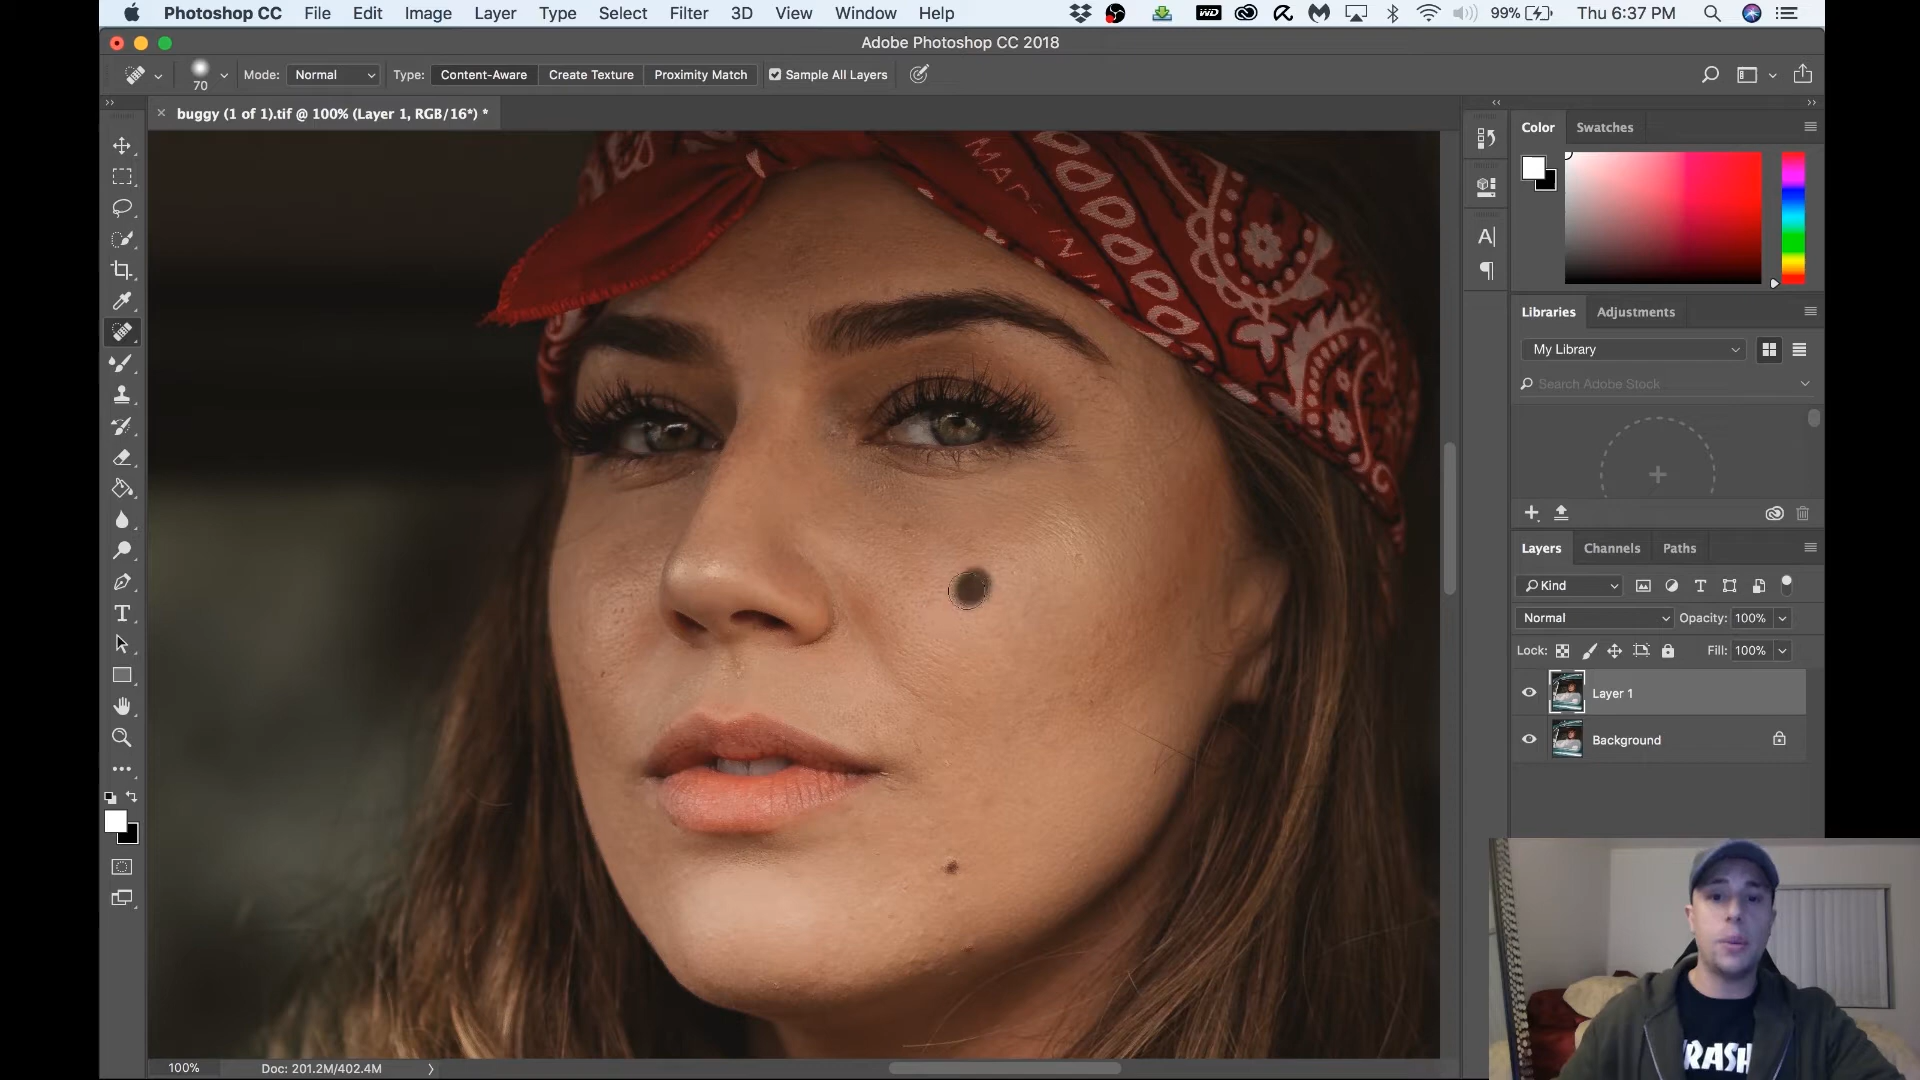 Photoshop CC File Edit Image Layer Type Select Filter 3D View Window Help WD 99% Thu 6:37 PM
Adobe Photoshop CC 2018
70 Mode: Normal Type: Content-Aware Create Texture Proximity Match Sample All Layers
buggy (1 of 1).tif @ 100% (Layer 1, RGB/16*) *
Color Swatches
MADE IN
Libraries Adjustments
My Library
Search Adobe Stock
Layers Channels Paths
Kind
Normal Opacity: 100%
Lock: Fill: 100%
Layer 1
Background
RASH
100% Doc: 201.2M/402.4M